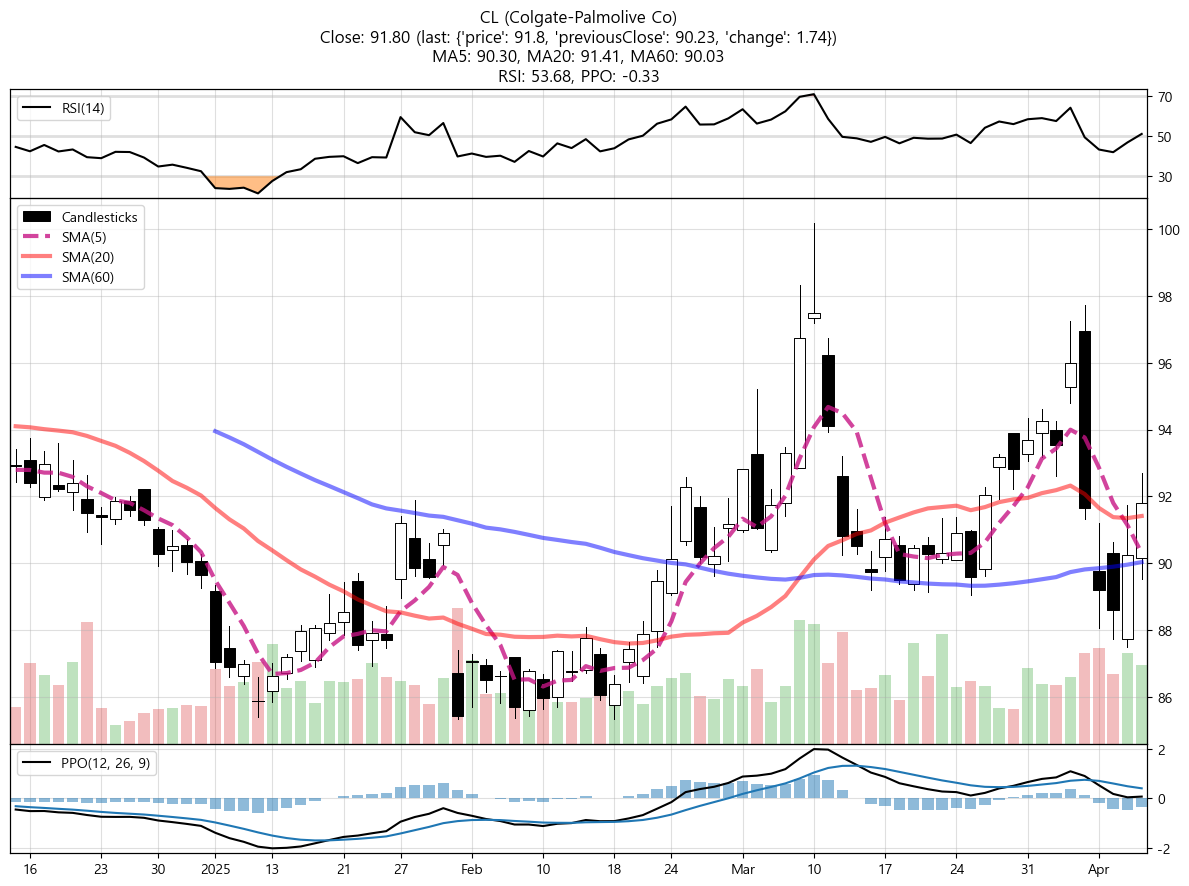 CL (Colgate-Palmolive Co)
Close: 91.80 (last: {'price': 91.8, 'previousClose': 90.23, 'change': 1.74})
MA5: 90.30, MA20: 91.41, MA60: 90.03
RSI: 53.68, PPO: -0.33
RSI(14)
70
50
30
Candlesticks
SMA(5)
SMA(20)
SMA(60)
100
98
96
94
92
90
88
86
PPO(12, 26, 9)
2
0
-2
16 23 30 2025 13 21 27 Feb 10 18 24 Mar 10 17 24 31 Apr